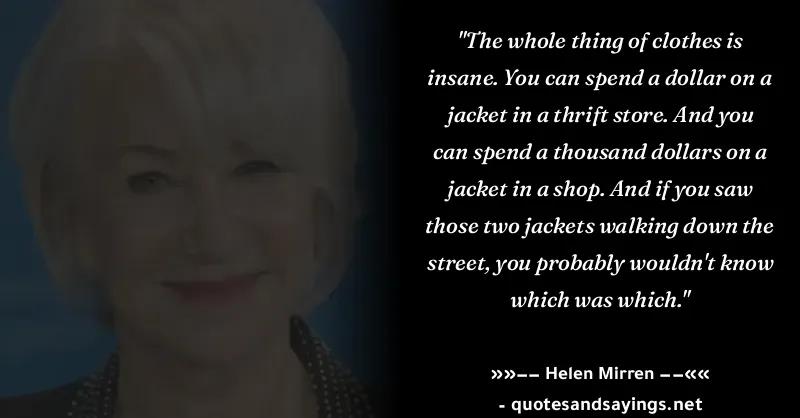 "The whole thing of clothes is
insane. You can spend a dollar on a
jacket in a thrift store. And you
can spend a thousand dollars on a
jacket in a shop. And if you saw
those two jackets walking down the
street, you probably wouldn't know
which was which."
»»–– Helen Mirren ––««
- quotesandsayings.net